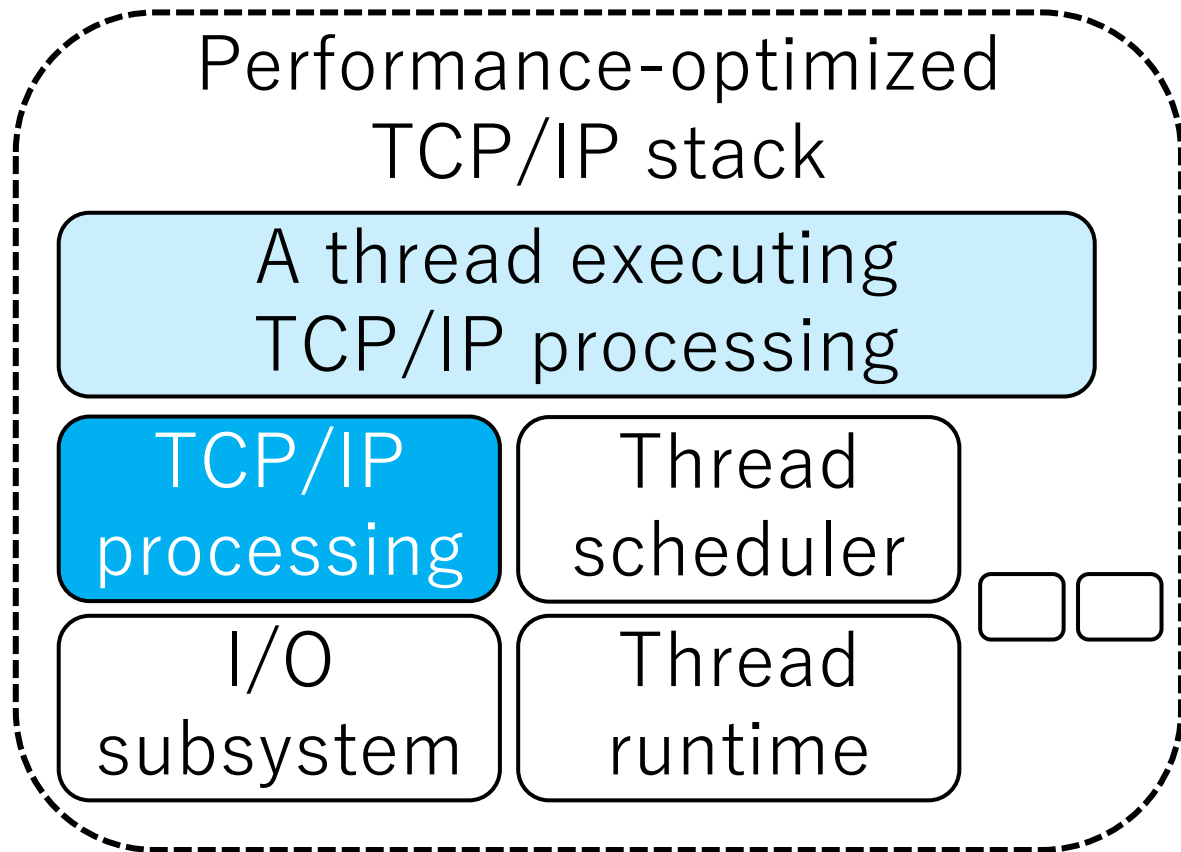 Performance-optimized
TCP/IP stack
A thread executing
TCP/IP processing
TCP/IP
processing
Thread
scheduler
I/O
subsystem
Thread
runtime